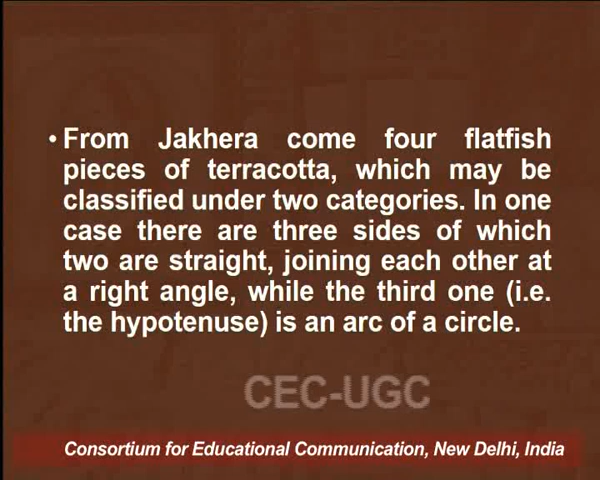 • From Jakhera come four flatfish
pieces of terracotta, which may be
classified under two categories. In one
case there are three sides of which
two are straight, joining each other at
a right angle, while the third one (i.e.
the hypotenuse) is an arc of a circle.
CEC-UGC
Consortium for Educational Communication, New Delhi, India